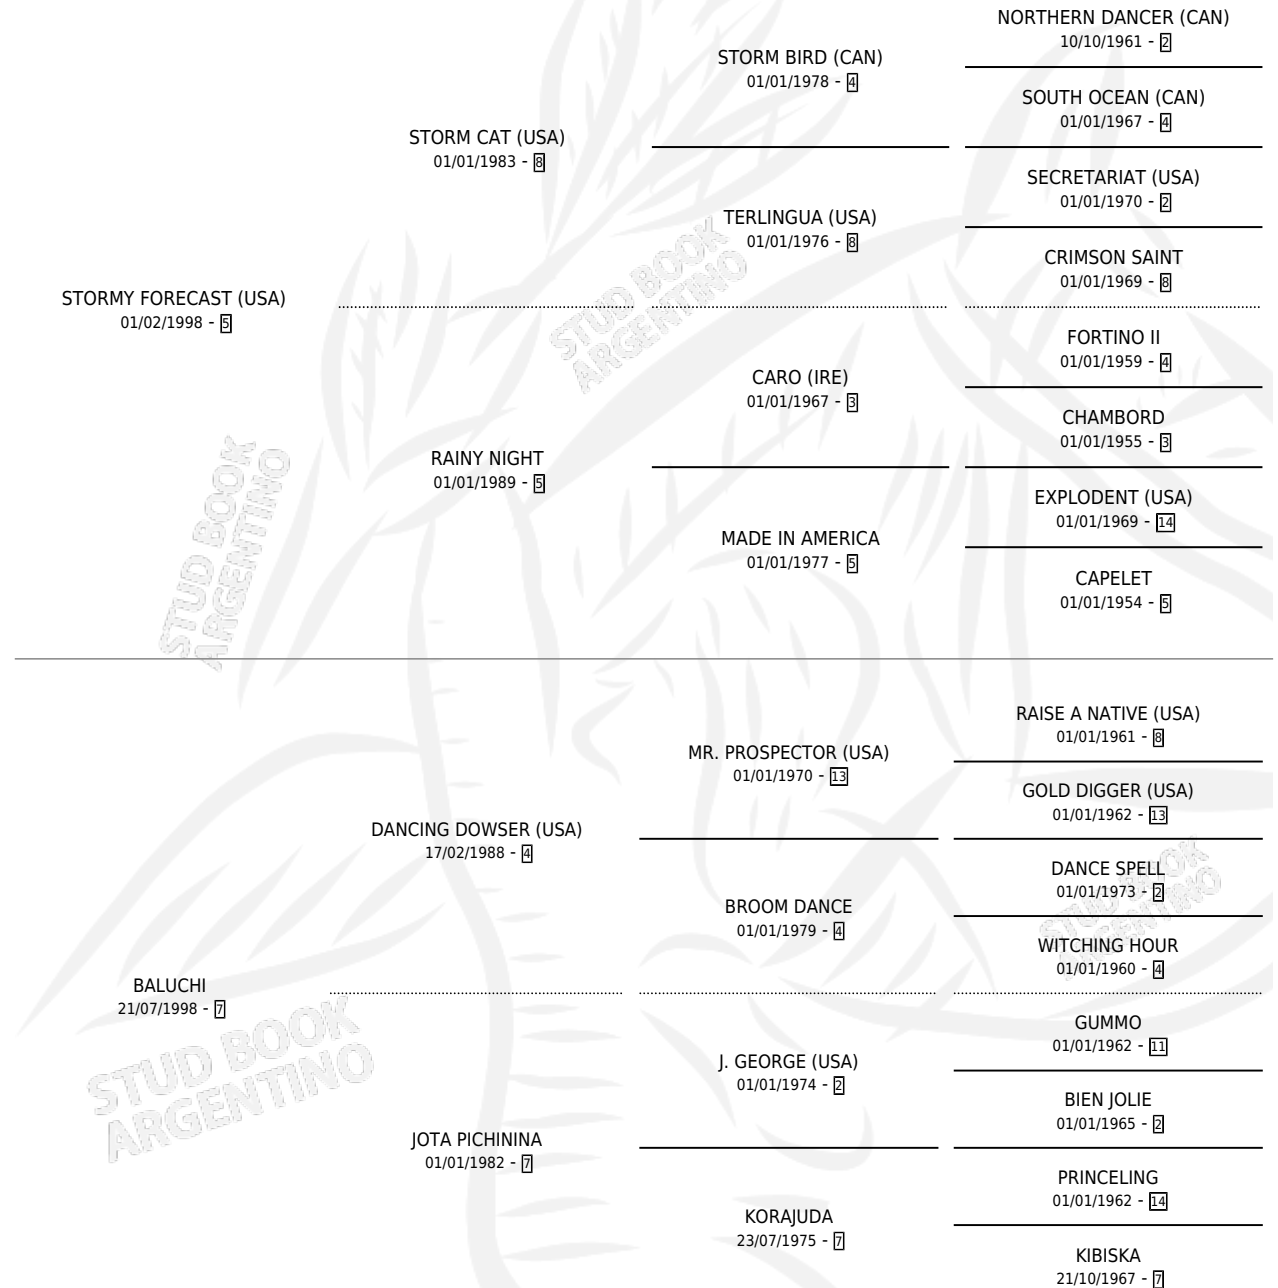 NORTHERN DANCER (CAN)
10/10/1961 - 2
STORM BIRD (CAN)
01/01/1978 - 4
SOUTH OCEAN (CAN)
01/01/1967 - 4
STORM CAT (USA)
01/01/1983 - 8
SECRETARIAT (USA)
01/01/1970 - 2
TERLINGUA (USA)
01/01/1976 - 8
CRIMSON SAINT
01/01/1969 - 8
STORMY FORECAST (USA)
01/02/1998 - 5
STUD BOOK
ARGENTINO
FORTINO II
01/01/1959 - 4
CARO (IRE)
01/01/1967 - 3
CHAMBORD
01/01/1955 - 3
RAINY NIGHT
01/01/1989 - 5
EXPLODENT (USA)
01/01/1969 - 14
MADE IN AMERICA
01/01/1977 - 5
CAPELET
01/01/1954 - 5
STUD BOOK
ARGENTINO
RAISE A NATIVE (USA)
01/01/1961 - 8
MR. PROSPECTOR (USA)
01/01/1970 - 13
GOLD DIGGER (USA)
01/01/1962 - 13
DANCING DOWSER (USA)
17/02/1988 - 4
DANCE SPELL
01/01/1973 - 2
BROOM DANCE
01/01/1979 - 4
STUD BOOK
ARGENTINO
WITCHING HOUR
01/01/1960 - 4
BALUCHI
21/07/1998 - 7
GUMMO
01/01/1962 - 11
J. GEORGE (USA)
01/01/1974 - 2
STUD BOOK
ARGENTINO
BIEN JOLIE
01/01/1965 - 2
JOTA PICHININA
01/01/1982 - 7
PRINCELING
01/01/1962 - 14
KORAJUDA
23/07/1975 - 7
KIBISKA
21/10/1967 - 7